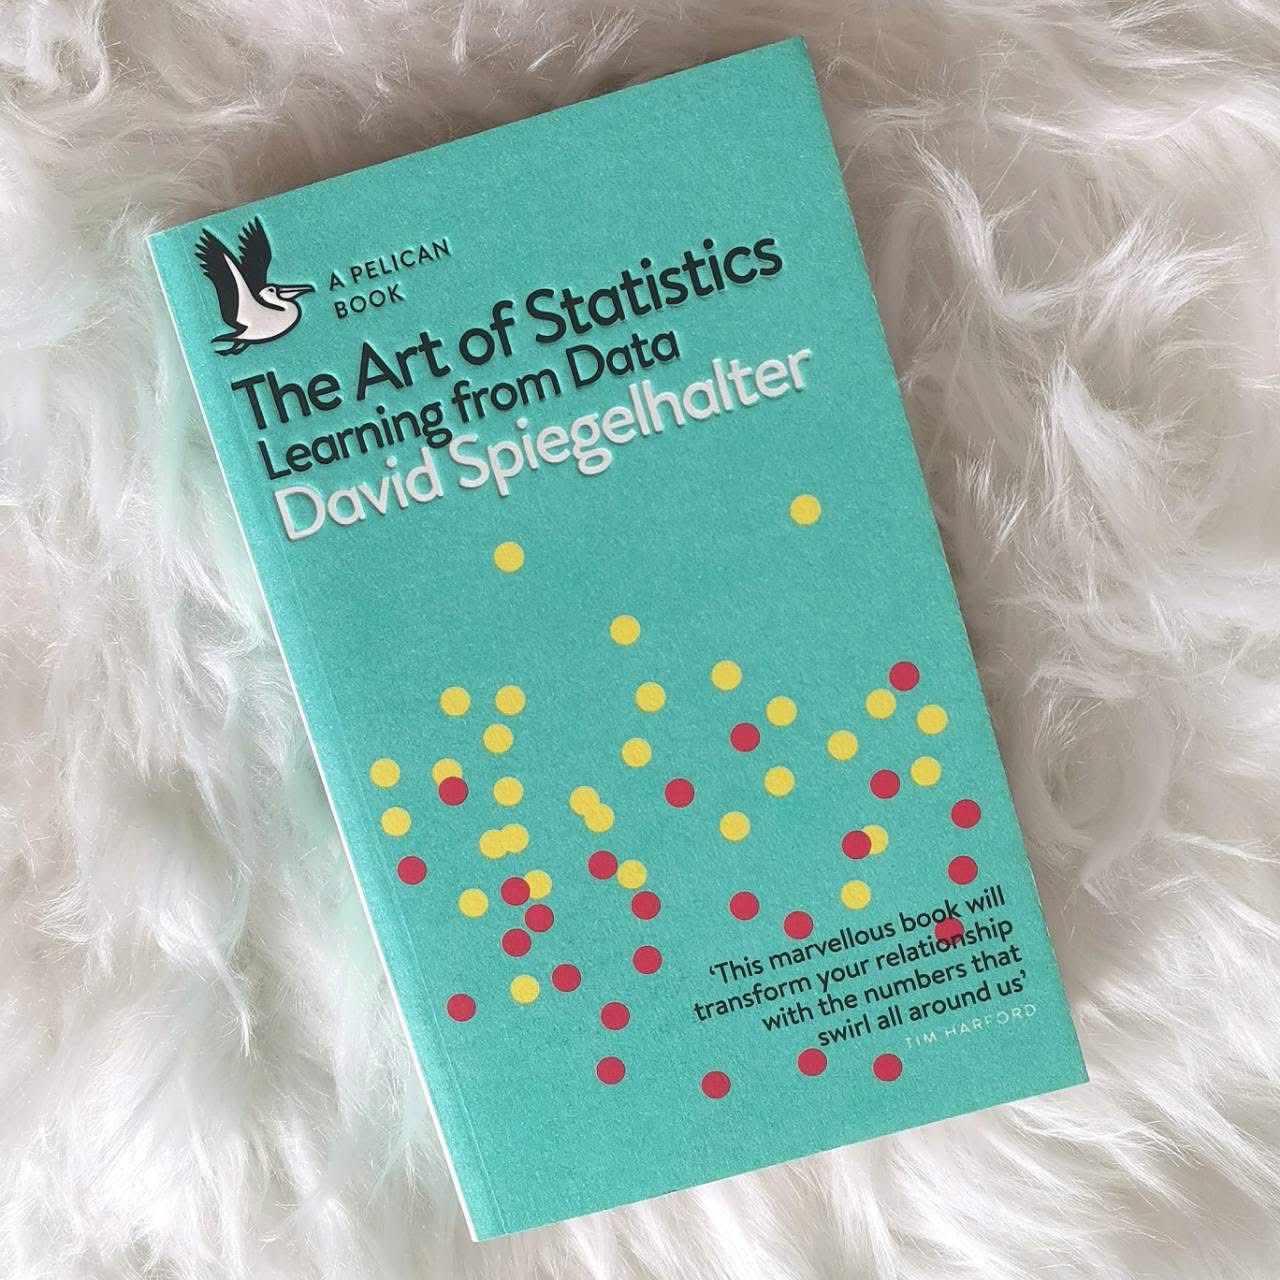 A PELICAN
BOOK
The Art of Statistics
Learning from Data
David Spiegelhalter
‘This marvellous book will
transform your relationship
with the numbers that
swirl all around us’
TIM HARFORD